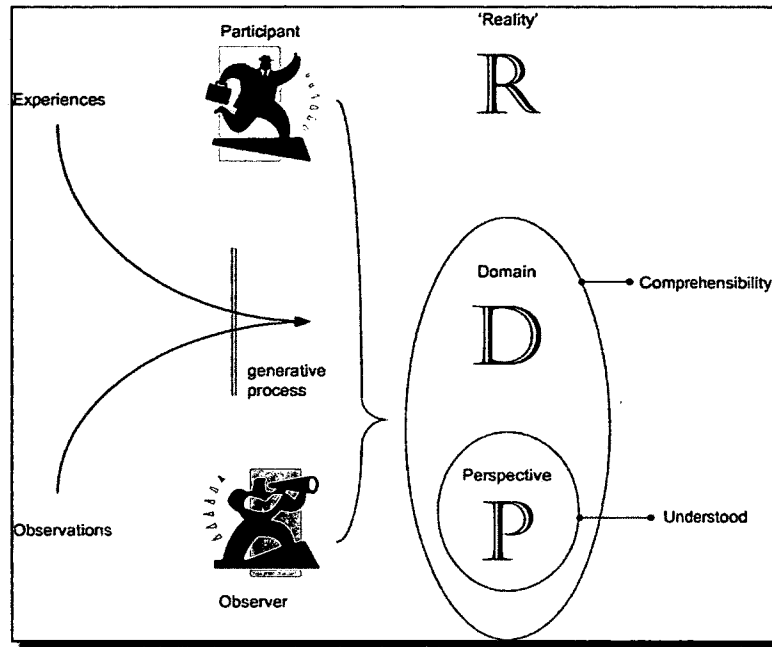 Participant
'Reality'
R
Experiences
Domain
Comprehensibility
D
generative
process
Perspective
P
Understood
Observations
Observer